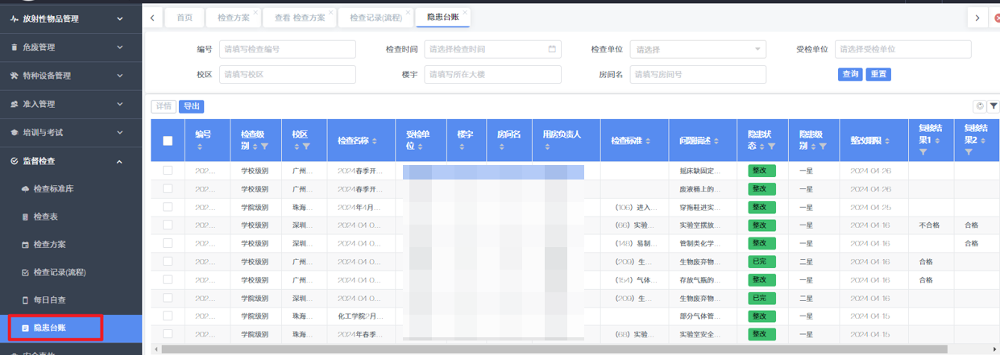 放射性物品管理
危废管理
特种设备管理
准入管理
培训与考试
监督检查
检查标准库
检查表
检查方案
检查记录(流程)
每日自查
隐患台账
首页 检查方案 查看 检查方案 检查记录(流程) 隐患台账
编号 请填写检查编号 检查时间 请选择检查时间 检查单位 请选择 受检单位 请选择受检单位
校区 请填写校区 楼宇 请填写所在大楼 房间名 请填写房间号 查询 重置
详情 导出
编号 检查级别 校区 检查名称 受检单位 楼宇 房间名 用房负责人 检查标准 问题描述 隐患状态 隐患级别 整改期限 复核结果1 复核结果2
202... 学校级别 广州... 2024春季开... 摇床缺固定... 整改 一星 2024-04-26
202... 学校级别 广州... 2024春季开... 废液桶上的... 整改 一星 2024-04-26
202... 学院级别 珠海... 2024年4月... （106）进入... 穿拖鞋进实... 整改 一星 2024-04-25
202... 学校级别 深圳... 2024-04-0... （66）实验... 实验室摆放... 整改 一星 2024-04-16 不合格 合格
202... 学校级别 深圳... 2024-04-0... （148）易制... 管制类化学... 整改 一星 2024-04-16 合格
202... 学校级别 广州... 2024-04-0... （209）生... 生物废弃物... 已完 二星 2024-04-16 合格
202... 学校级别 广州... 2024-04-0... （154）气体... 存放气瓶的... 整改 一星 2024-04-16 合格
202... 学院级别 深圳... 2024-04-0... （209）生... 生物废弃物... 已完 二星 2024-04-16
202... 学院级别 珠海... 化工学院2月... 部分气体管... 整改 一星 2024-04-15
202... 学院级别 珠海... 2024年春季... （68）实验... 实验室安全... 整改 一星 2024-04-15